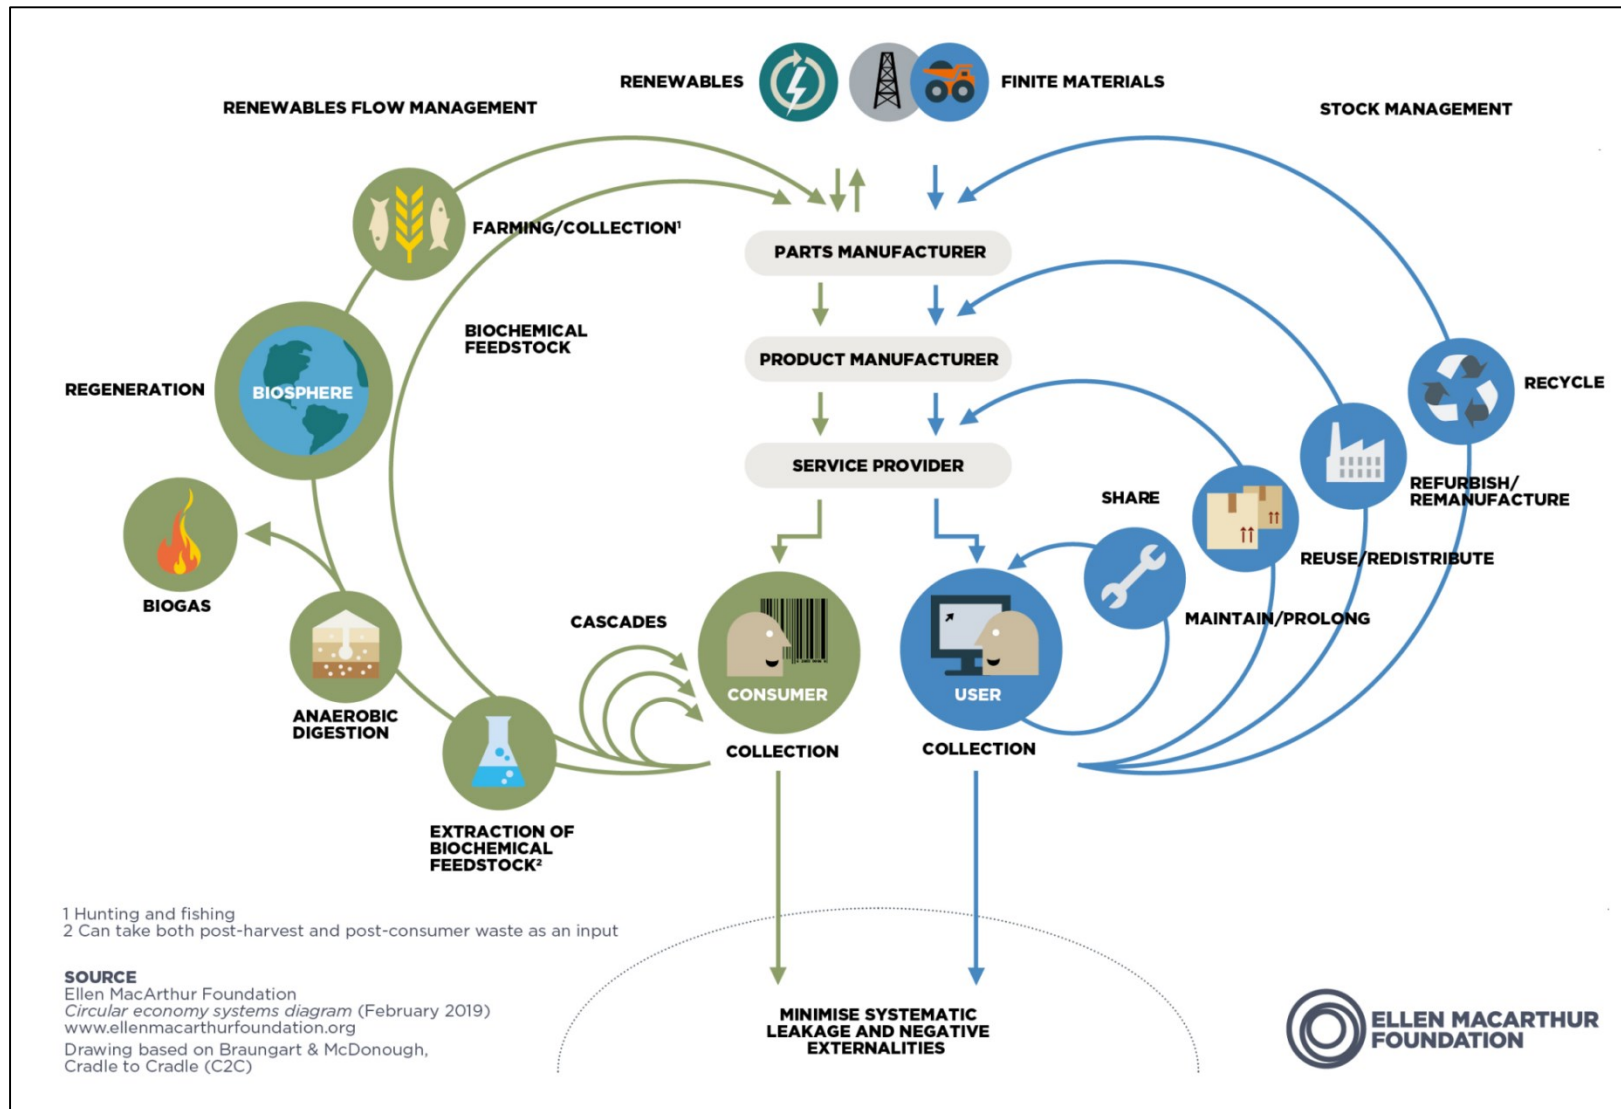 RENEWABLES
FINITE MATERIALS
RENEWABLES FLOW MANAGEMENT
STOCK MANAGEMENT
FARMING/COLLECTION¹
PARTS MANUFACTURER
BIOCHEMICAL
FEEDSTOCK
PRODUCT MANUFACTURER
REGENERATION
BIOSPHERE
RECYCLE
SERVICE PROVIDER
SHARE
REFURBISH/
REMANUFACTURE
REUSE/REDISTRIBUTE
BIOGAS
CASCADES
MAINTAIN/PROLONG
CONSUMER
USER
ANAEROBIC
DIGESTION
COLLECTION
COLLECTION
EXTRACTION OF
BIOCHEMICAL
FEEDSTOCK²
1 Hunting and fishing
2 Can take both post-harvest and post-consumer waste as an input
SOURCE
Ellen MacArthur Foundation
Circular economy systems diagram (February 2019)
www.ellenmacarthurfoundation.org
Drawing based on Braungart & McDonough,
Cradle to Cradle (C2C)
MINIMISE SYSTEMATIC
LEAKAGE AND NEGATIVE
EXTERNALITIES
ELLEN MACARTHUR
FOUNDATION